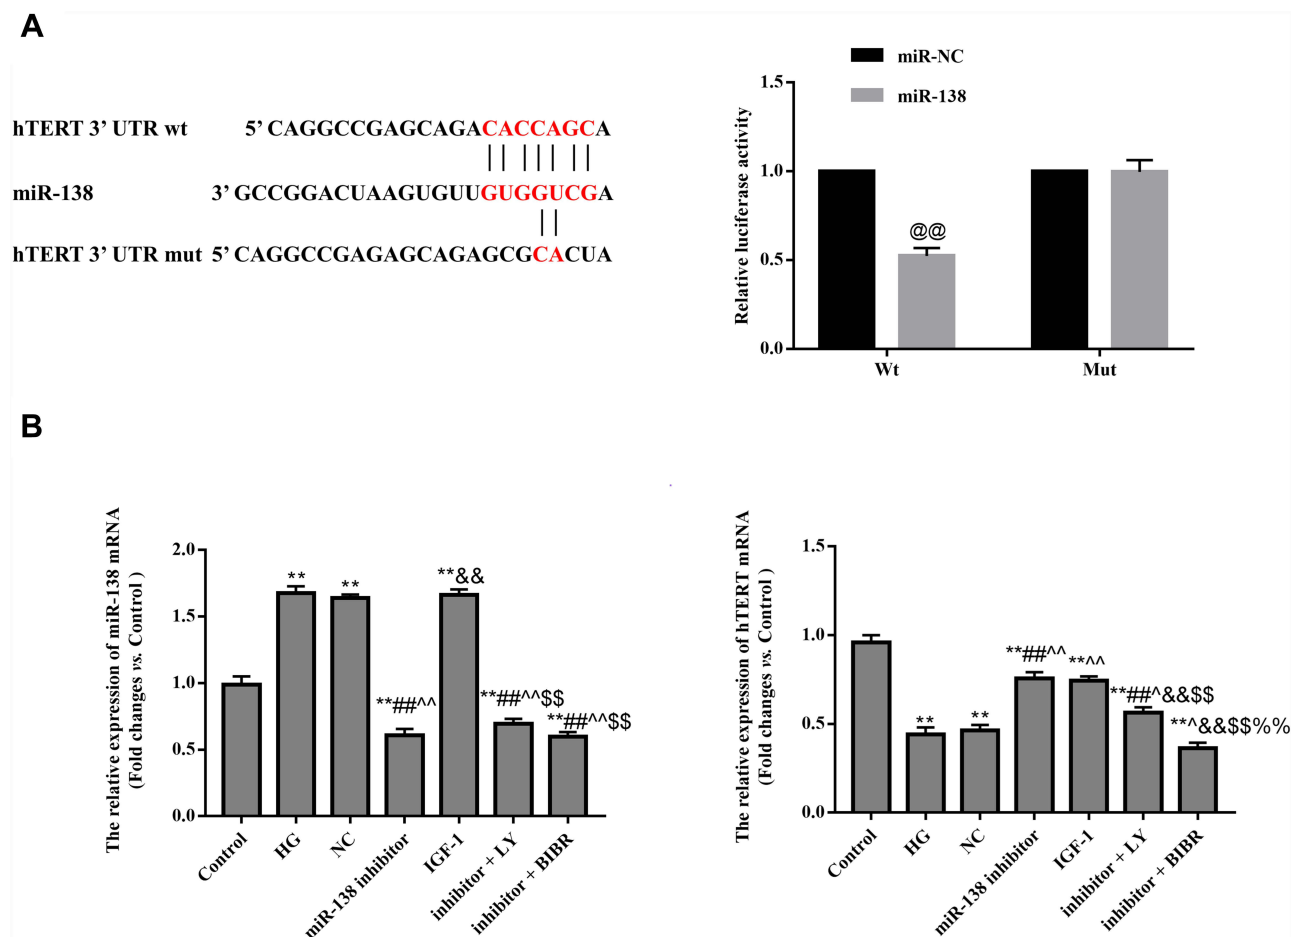 A
hTERT 3’ UTR wt 5’ CAGGCCGAGCAGACACCAGCA
miR-138 3’ GCCGGACUAAGUGUUGUGGUCGA
hTERT 3’ UTR mut 5’ CAGGCCGAGAGCAGAGCGCACUA
miR-NC
miR-138
Relative luciferase activity
1.5
1.0
0.5
0.0
@@
Wt
Mut
B
The relative expression of miR-138 mRNA
(Fold changes vs. Control )
2.0
1.5
1.0
0.5
0.0
**
**
**##^^
**&&
**##^^$$
**##^^$$
Control
HG
NC
miR-138 inhibitor
IGF-1
inhibitor + LY
inhibitor + BIBR
The relative expression of hTERT mRNA
(Fold changes vs. Control )
1.5
1.0
0.5
0.0
**
**
**##^^
**^^
**##^&&$$
**^&&$$%%
Control
HG
NC
miR-138 inhibitor
IGF-1
inhibitor + LY
inhibitor + BIBR